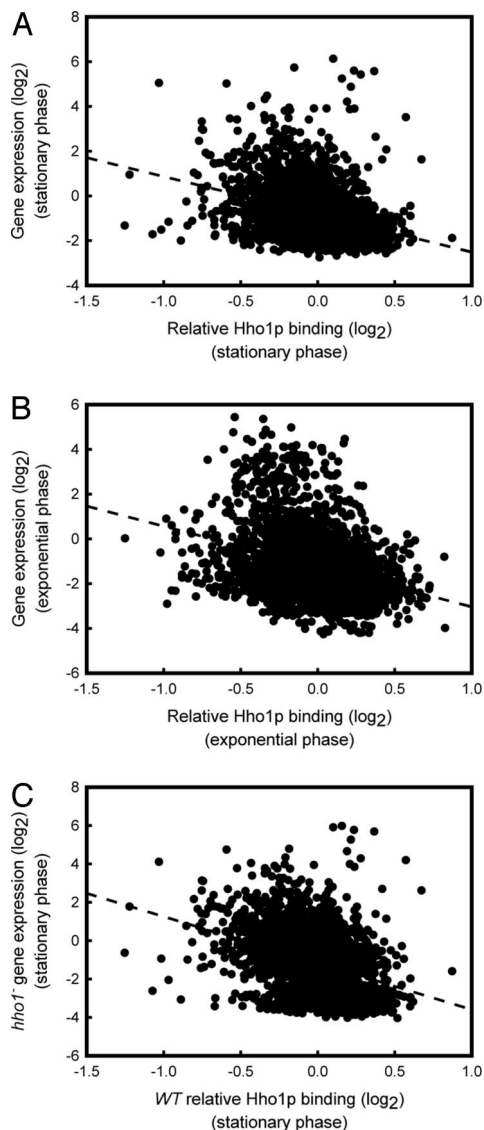 A
Gene expression (log2)
(stationary phase)
8
6
4
2
0
-2
-4
-1.5 -1.0 -0.5 0.0 0.5 1.0
Relative Hho1p binding (log2)
(stationary phase)
B
Gene expression (log2)
(exponential phase)
6
4
2
0
-2
-4
-6
-1.5 -1.0 -0.5 0.0 0.5 1.0
Relative Hho1p binding (log2)
(exponential phase)
C
hho1- gene expression (log2)
(stationary phase)
8
6
4
2
0
-2
-4
-6
-1.5 -1.0 -0.5 0.0 0.5 1.0
WT relative Hho1p binding (log2)
(stationary phase)